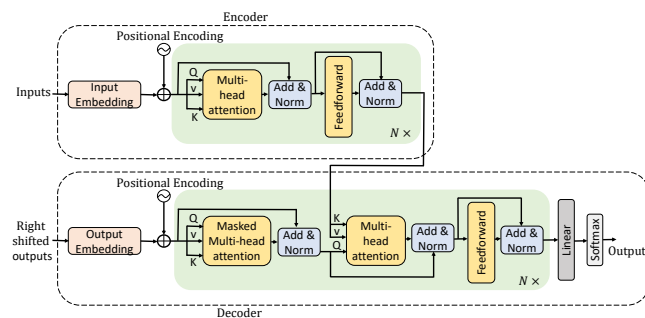 Encoder
Positional Encoding
Inputs
Input
Embedding
Q
v
K
Multi-
head
attention
Add &
Norm
Feedforward
Add &
Norm
N ×
Decoder
Positional Encoding
Right
shifted
outputs
Output
Embedding
Q
v
K
Masked
Multi-head
attention
Add &
Norm
K
v
Q
Multi-
head
attention
Add &
Norm
Feedforward
Add &
Norm
N ×
Linear
Softmax
Output